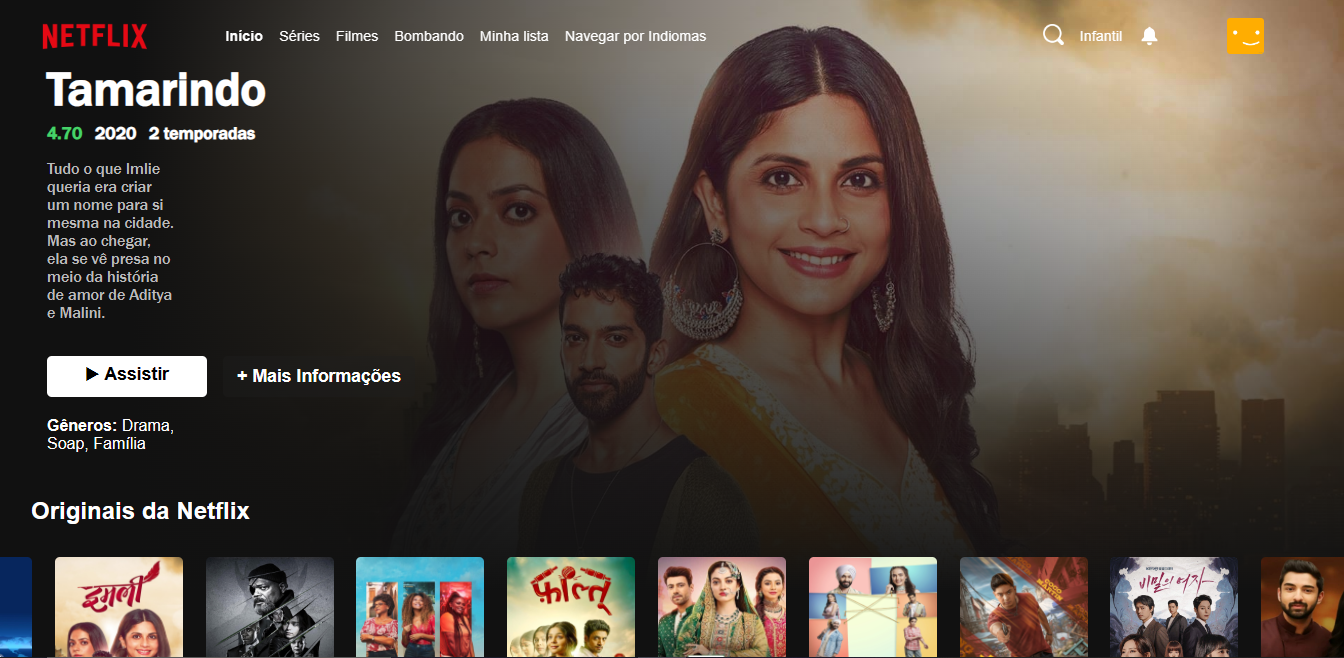 NETFLIX
Início Séries Filmes Bombando Minha lista Navegar por Indiomas
Infantil
Tamarindo
4.70 2020 2 temporadas
Tudo o que Imlie
queria era criar
um nome para si
mesma na cidade.
Mas ao chegar,
ela se vê presa no
meio da história
de amor de Aditya
e Malini.
Assistir
+ Mais Informações
Gêneros: Drama,
Soap, Família
Originais da Netflix
इमली
फ़ालतू
비밀의 여자